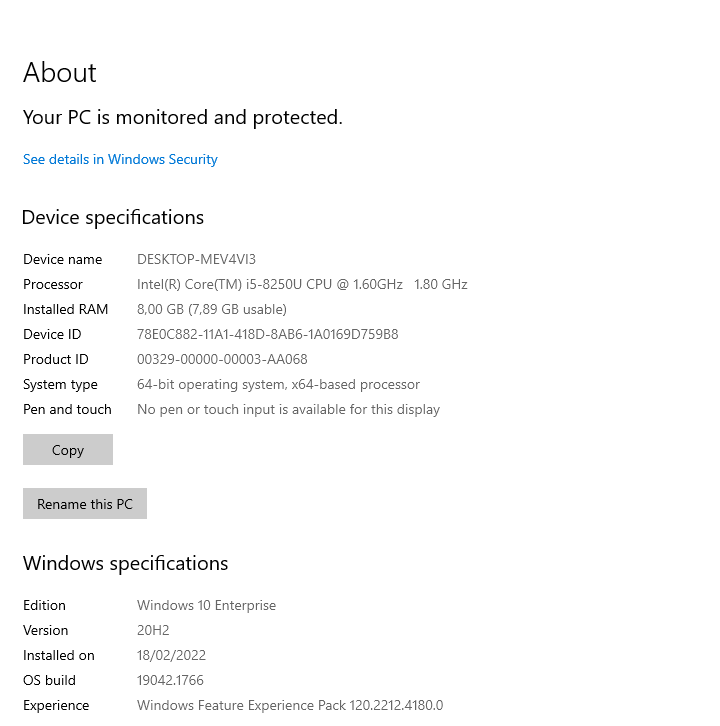 About
Your PC is monitored and protected.
See details in Windows Security
Device specifications
Device name DESKTOP-MEV4VI3
Processor Intel(R) Core(TM) i5-8250U CPU @ 1.60GHz 1.80 GHz
Installed RAM 8,00 GB (7,89 GB usable)
Device ID 78E0C882-11A1-418D-8AB6-1A0169D759B8
Product ID 00329-00000-00003-AA068
System type 64-bit operating system, x64-based processor
Pen and touch No pen or touch input is available for this display
Copy
Rename this PC
Windows specifications
Edition Windows 10 Enterprise
Version 20H2
Installed on 18/02/2022
OS build 19042.1766
Experience Windows Feature Experience Pack 120.2212.4180.0